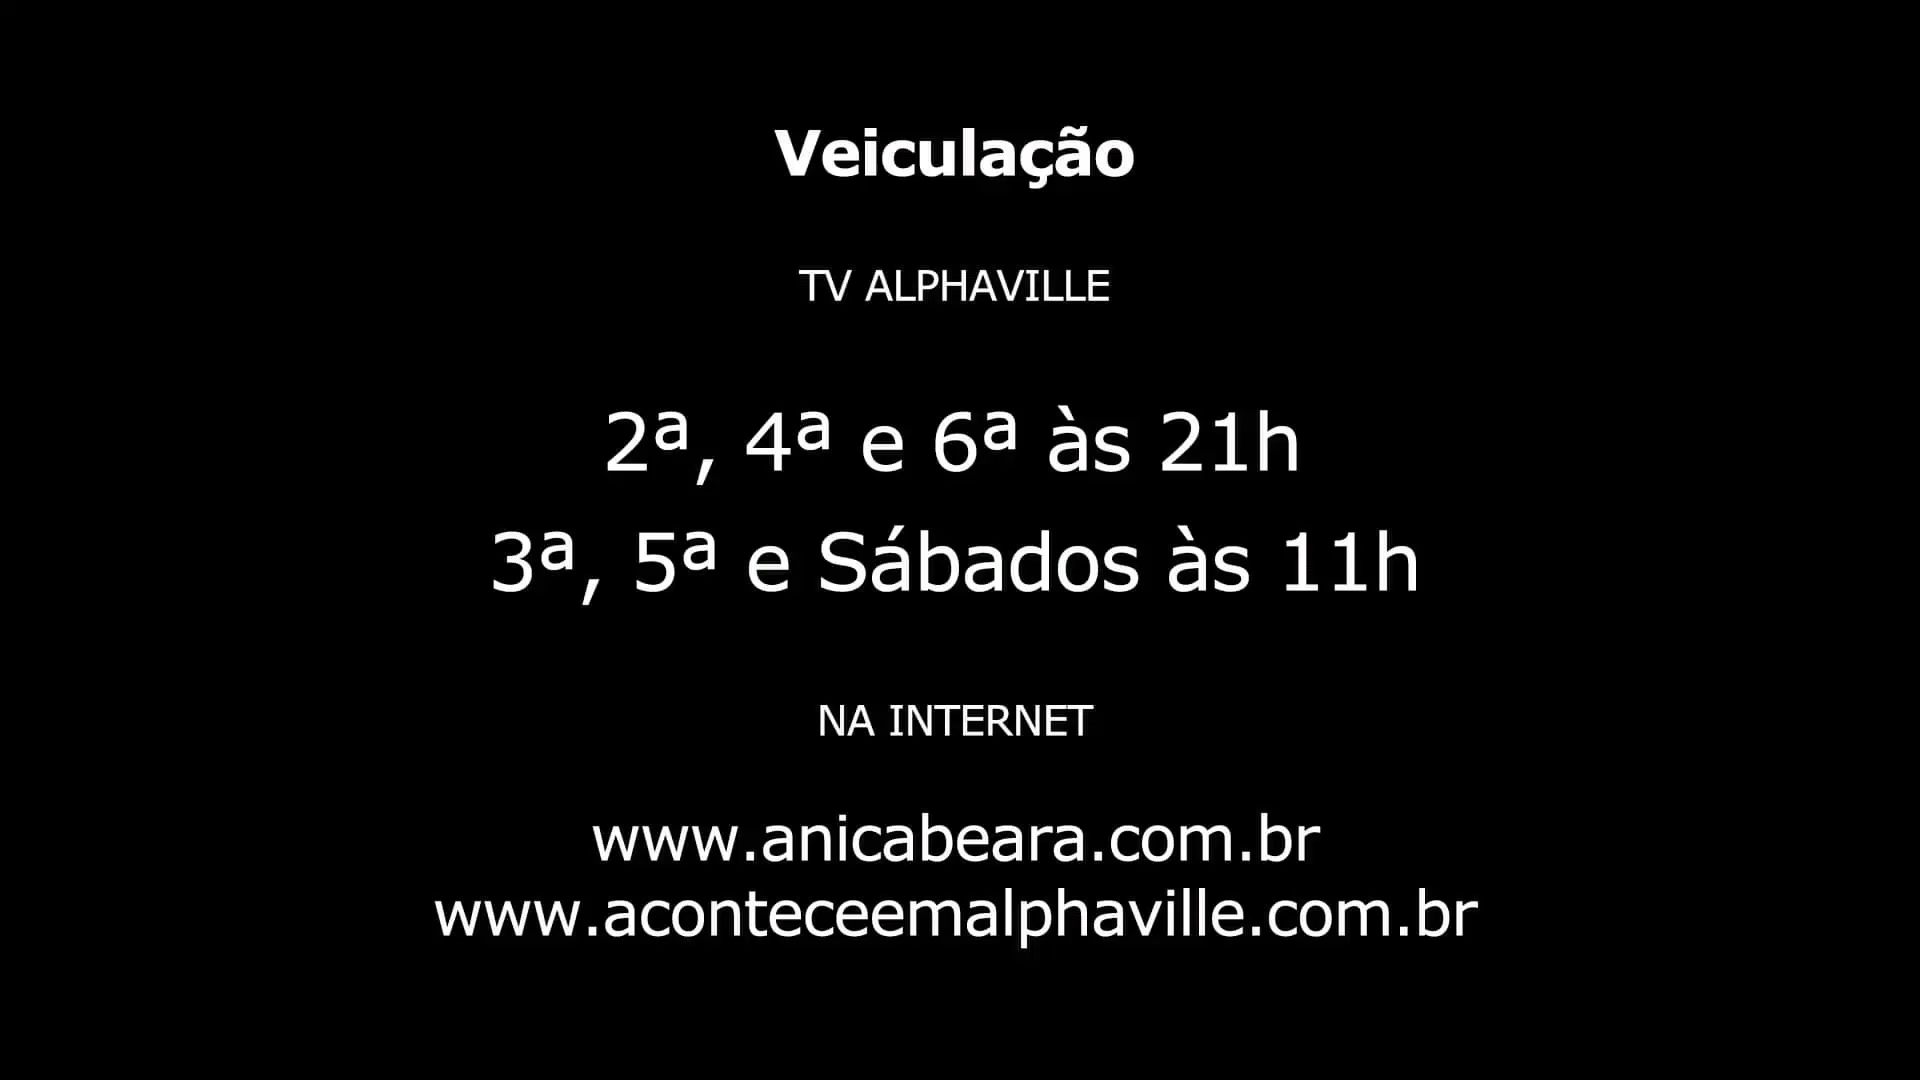 Veiculação
TV ALPHAVILLE
2ª, 4ª e 6ª às 21h
3ª, 5ª e Sábados às 11h
NA INTERNET
www.anicabeara.com.br
www.aconteceemalphaville.com.br